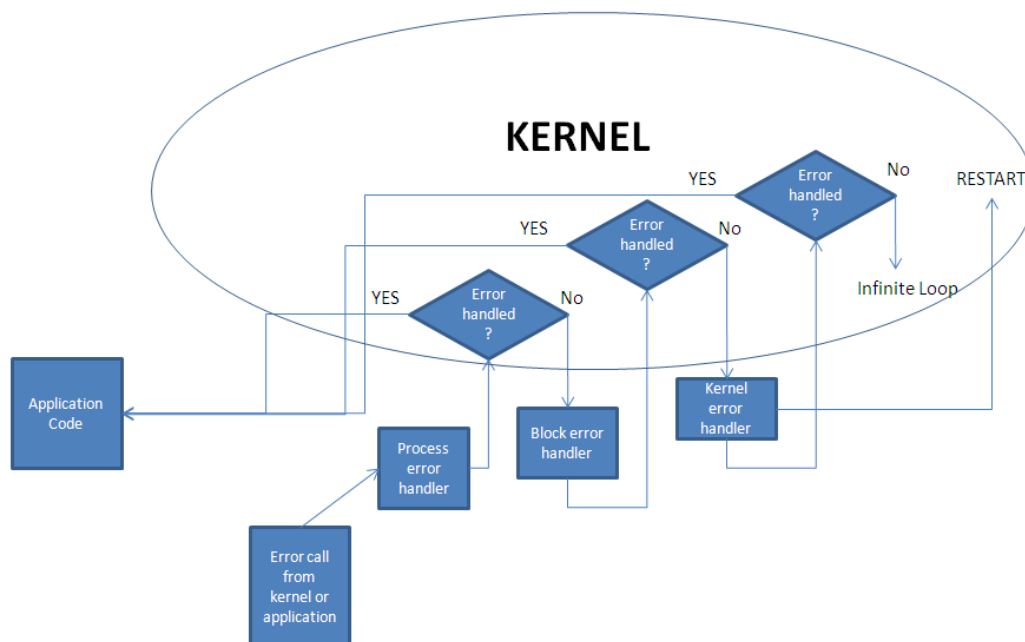 KERNEL
YES
Error
handled
?
No
RESTART
YES
Error
handled
?
No
Infinite Loop
YES
Error
handled
?
No
Application
Code
Kernel
error
handler
Block error
handler
Process
error
handler
Error call
from
kernel or
application